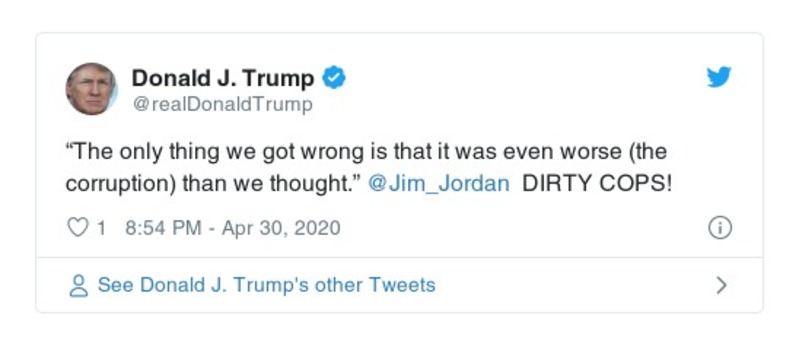 Donald J. Trump
@realDonaldTrump
“The only thing we got wrong is that it was even worse (the
corruption) than we thought.” @Jim_Jordan DIRTY COPS!
1 8:54 PM - Apr 30, 2020
See Donald J. Trump's other Tweets